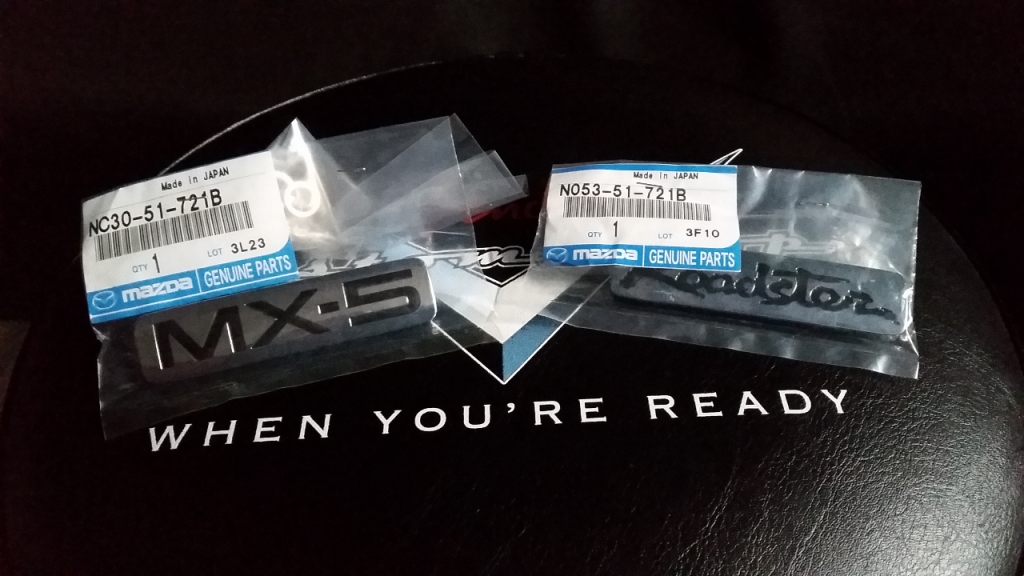 Made in JAPAN
NC30-51-721B
QTY 1 LOT 3L23
mazda GENUINE PARTS
MX-5
Made in JAPAN
N053-51-721B
QTY 1 LOT 3F10
mazda GENUINE PARTS
Roadster
WHEN YOU'RE READY